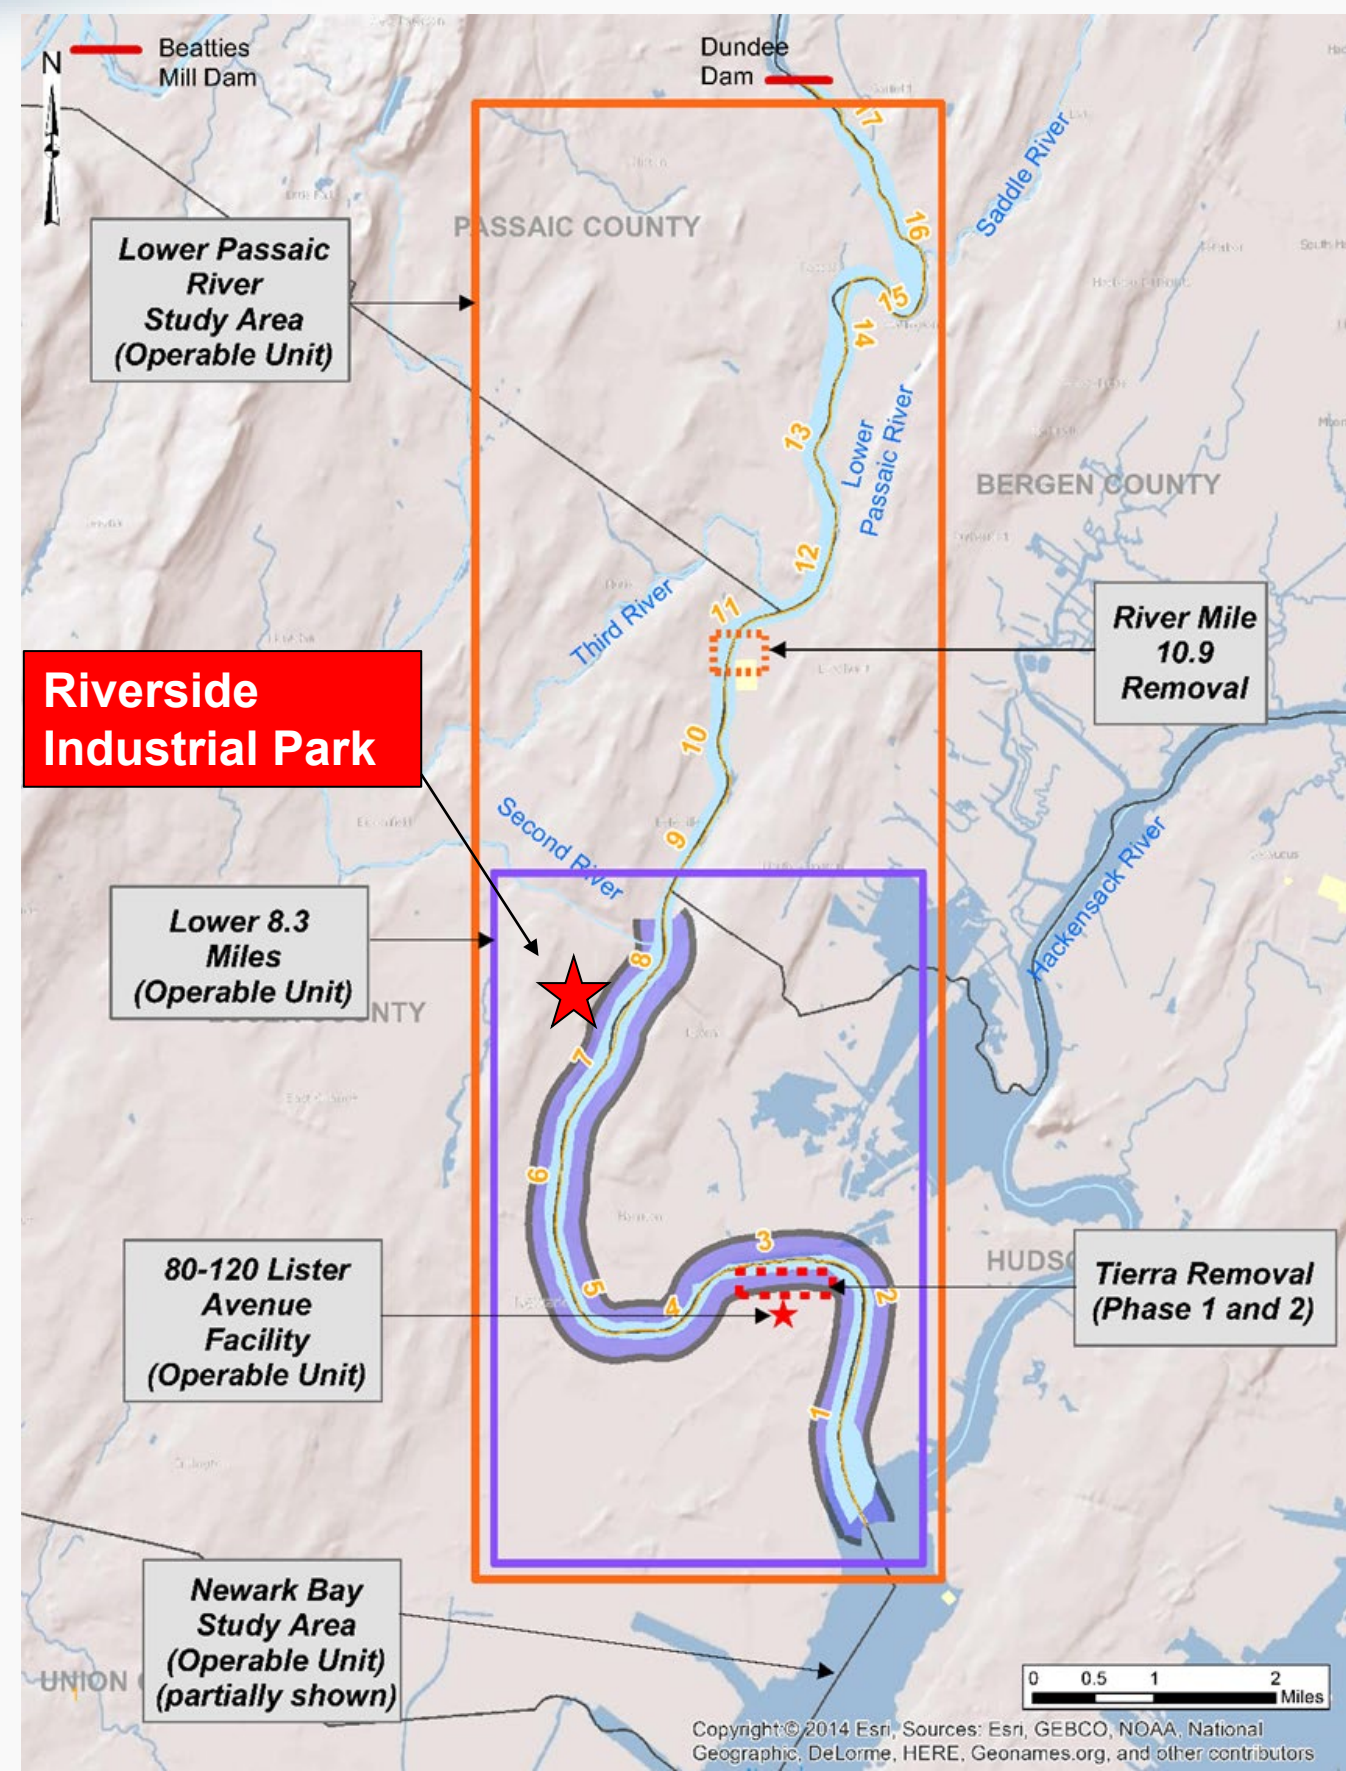 Beatties
Mill Dam
N
Dundee
Dam
17
Saddle River
16
PASSAIC COUNTY
Lower Passaic
River
Study Area
(Operable Unit)
15
14
13
Lower
Passaic River
BERGEN COUNTY
12
11
Third River
River Mile
10.9
Removal
Riverside
Industrial Park
10
9
Second River
Hackensack River
Lower 8.3
Miles
(Operable Unit)
NTY
8
7
6
5
4
3
2
1
HUDS
80-120 Lister
Avenue
Facility
(Operable Unit)
Tierra Removal
(Phase 1 and 2)
Newark Bay
Study Area
(Operable Unit)
(partially shown)
UNION
0 0.5 1 2
Miles
Copyright:© 2014 Esri, Sources: Esri, GEBCO, NOAA, National
Geographic, DeLorme, HERE, Geonames.org, and other contributors